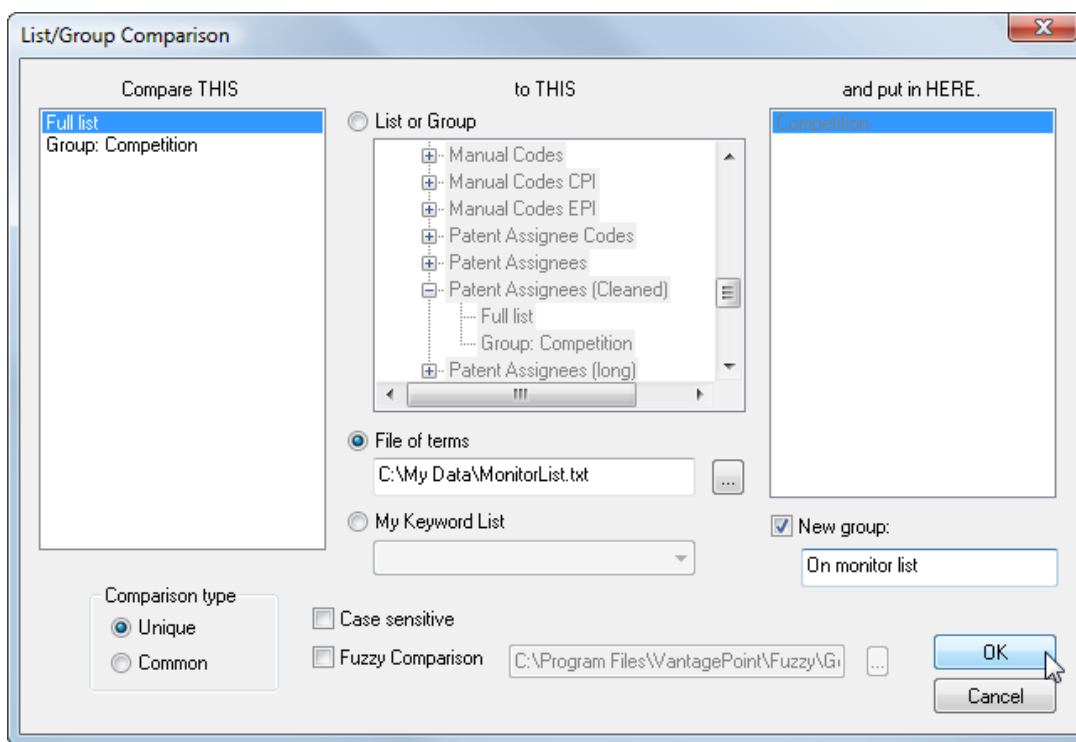 List/Group Comparison
Compare THIS
Full list
Group: Competition
to THIS
List or Group
Manual Codes
Manual Codes CPI
Manual Codes EPI
Patent Assignee Codes
Patent Assignees
Patent Assignees (Cleaned)
Full list
Group: Competition
Patent Assignees (long)
File of terms
C:\My Data\MonitorList.txt
...
My Keyword List
and put in HERE.
Competition
New group:
On monitor list
Comparison type
Unique
Common
Case sensitive
Fuzzy Comparison
C:\Program Files\VantagePoint\Fuzzy\G
...
OK
Cancel